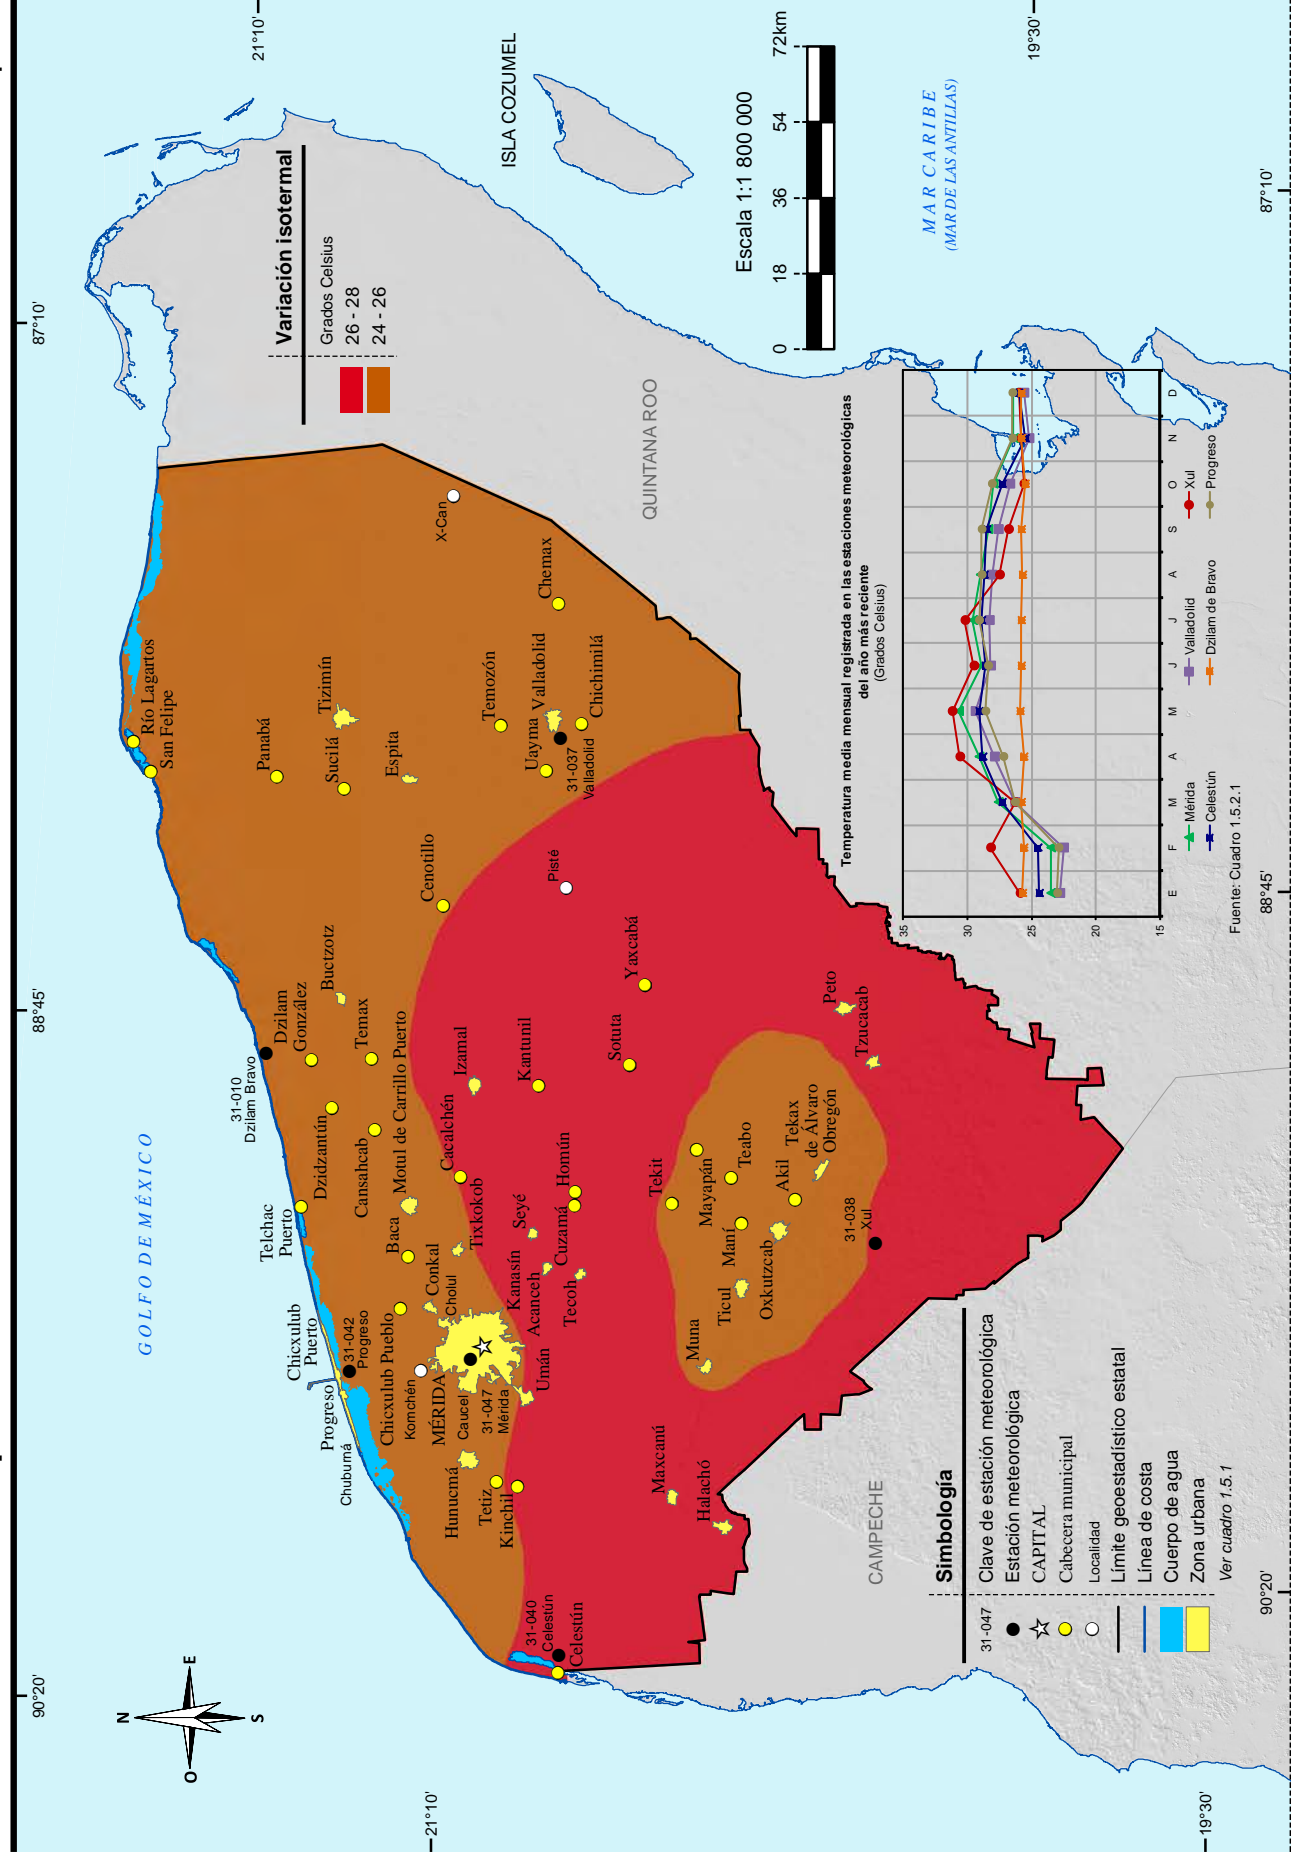 21°10'
19°30'
87°10'
87°10'
88°45'
88°45'
90°20'
90°20'
21°10'
19°30'
N
S
E
O
GOLFO DE MÉXICO
MAR CARIBE
(MAR DE LAS ANTILLAS)
ISLA COZUMEL
QUINTANA ROO
CAMPECHE
Variación isotermal
Grados Celsius
26 - 28
24 - 26
Escala 1:1 800 000
0
18
36
54
72km
Río Lagartos
San Felipe
Panabá
Tizimín
Sucilá
Espita
Temozón
Uayma
Valladolid
31-037
Valladolid
Chichimilá
Chemax
X-Can
Cenotillo
Pisté
Buctzotz
Dzilam
González
31-010
Dzilam Bravo
Temax
Dzidzantún
Cansahcab
Motul de Carrillo Puerto
Telchac
Puerto
Baca
Conkal
Cholul
Chicxulub
Puerto
31-042
Progreso
Progreso
Chuburná
Chicxulub Pueblo
Komchén
MÉRIDA
Caucel
31-047
Mérida
Hunucmá
Tetiz
Kinchil
Umán
Kanasín
Acanceh
Tecoh
Tixkokob
Cacalchén
Seyé
Cuzamá
Homún
Izamal
Kantunil
Sotuta
Yaxcabá
Peto
Tzucacab
Tekit
Mayapán
Teabo
Maní
Akil
Tekax
de Álvaro
Obregón
Ticul
Oxkutzcab
Muna
31-038
Xul
Maxcanú
Halachó
31-040
Celestún
Celestún
Temperatura media mensual registrada en las estaciones meteorológicas
del año más reciente
(Grados Celsius)
35
30
25
20
15
E
F
M
A
M
J
J
A
S
O
N
D
Mérida
Valladolid
Xul
Celestún
Dzilam de Bravo
Progreso
Fuente: Cuadro 1.5.2.1
Simbología
31-047
Clave de estación meteorológica
Estación meteorológica
CAPITAL
Cabecera municipal
Localidad
Límite geoestadístico estatal
Línea de costa
Cuerpo de agua
Zona urbana
Ver cuadro 1.5.1